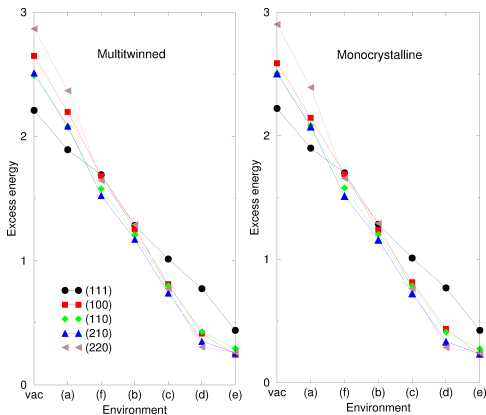 3
3
Multitwinned
Monocrystalline
2
2
Excess energy
Excess energy
1
1
(111)
(100)
(110)
(210)
(220)
0
0
vac (a) (f) (b) (c) (d) (e)
vac (a) (f) (b) (c) (d) (e)
Environment
Environment